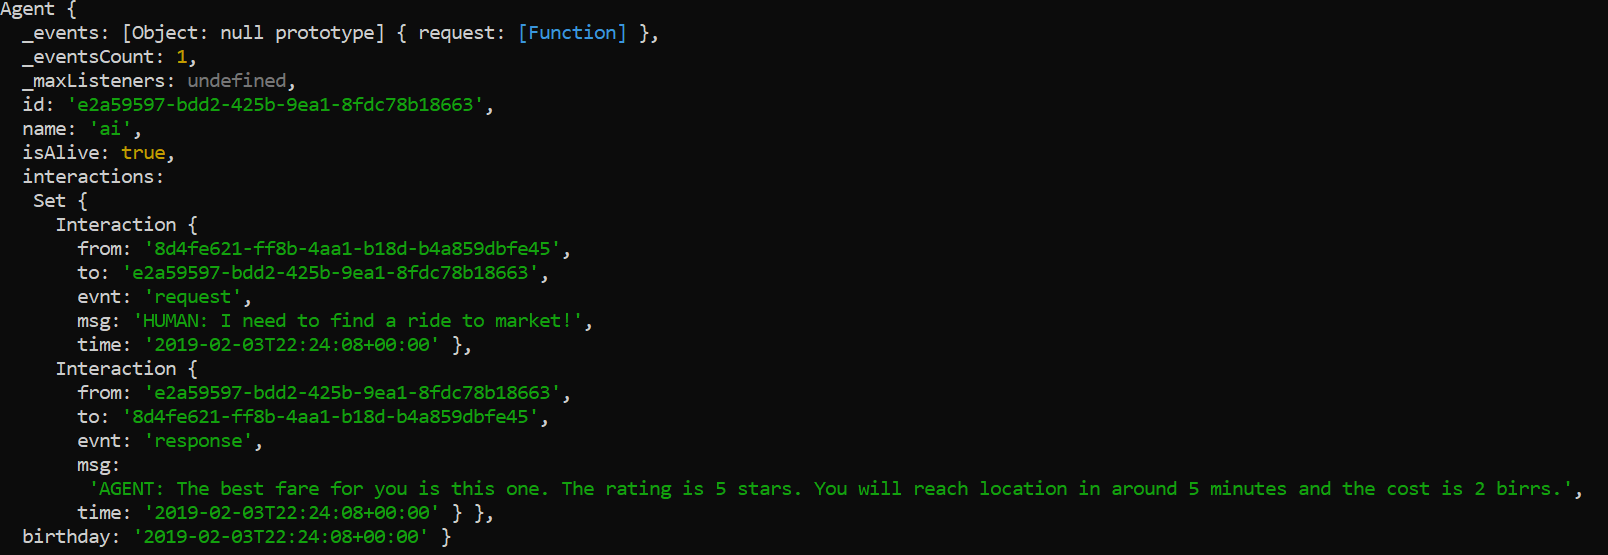 Agent {
  _events: [Object: null prototype] { request: [Function] },
  _eventsCount: 1,
  _maxListeners: undefined,
  id: 'e2a59597-bdd2-425b-9ea1-8fdc78b18663',
  name: 'ai',
  isAlive: true,
  interactions:
   Set {
     Interaction {
       from: '8d4fe621-ff8b-4aa1-b18d-b4a859dbfe45',
       to: 'e2a59597-bdd2-425b-9ea1-8fdc78b18663',
       evnt: 'request',
       msg: 'HUMAN: I need to find a ride to market!',
       time: '2019-02-03T22:24:08+00:00' },
     Interaction {
       from: 'e2a59597-bdd2-425b-9ea1-8fdc78b18663',
       to: '8d4fe621-ff8b-4aa1-b18d-b4a859dbfe45',
       evnt: 'response',
       msg:
        'AGENT: The best fare for you is this one. The rating is 5 stars. You will reach location in around 5 minutes and the cost is 2 birrs.',
       time: '2019-02-03T22:24:08+00:00' } },
  birthday: '2019-02-03T22:24:08+00:00' }